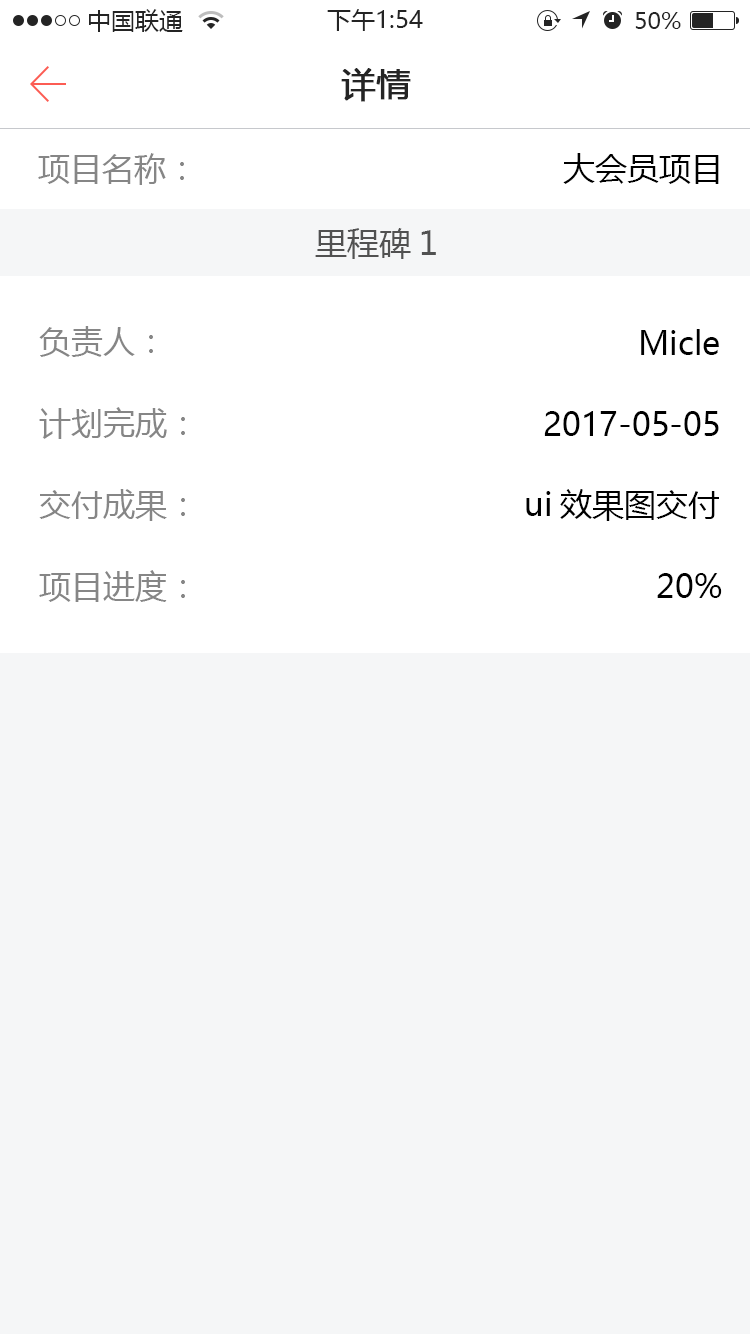 中国联通 下午1:54 50%
详情
项目名称： 大会员项目
里程碑 1
负责人： Micle
计划完成： 2017-05-05
交付成果： ui 效果图交付
项目进度： 20%